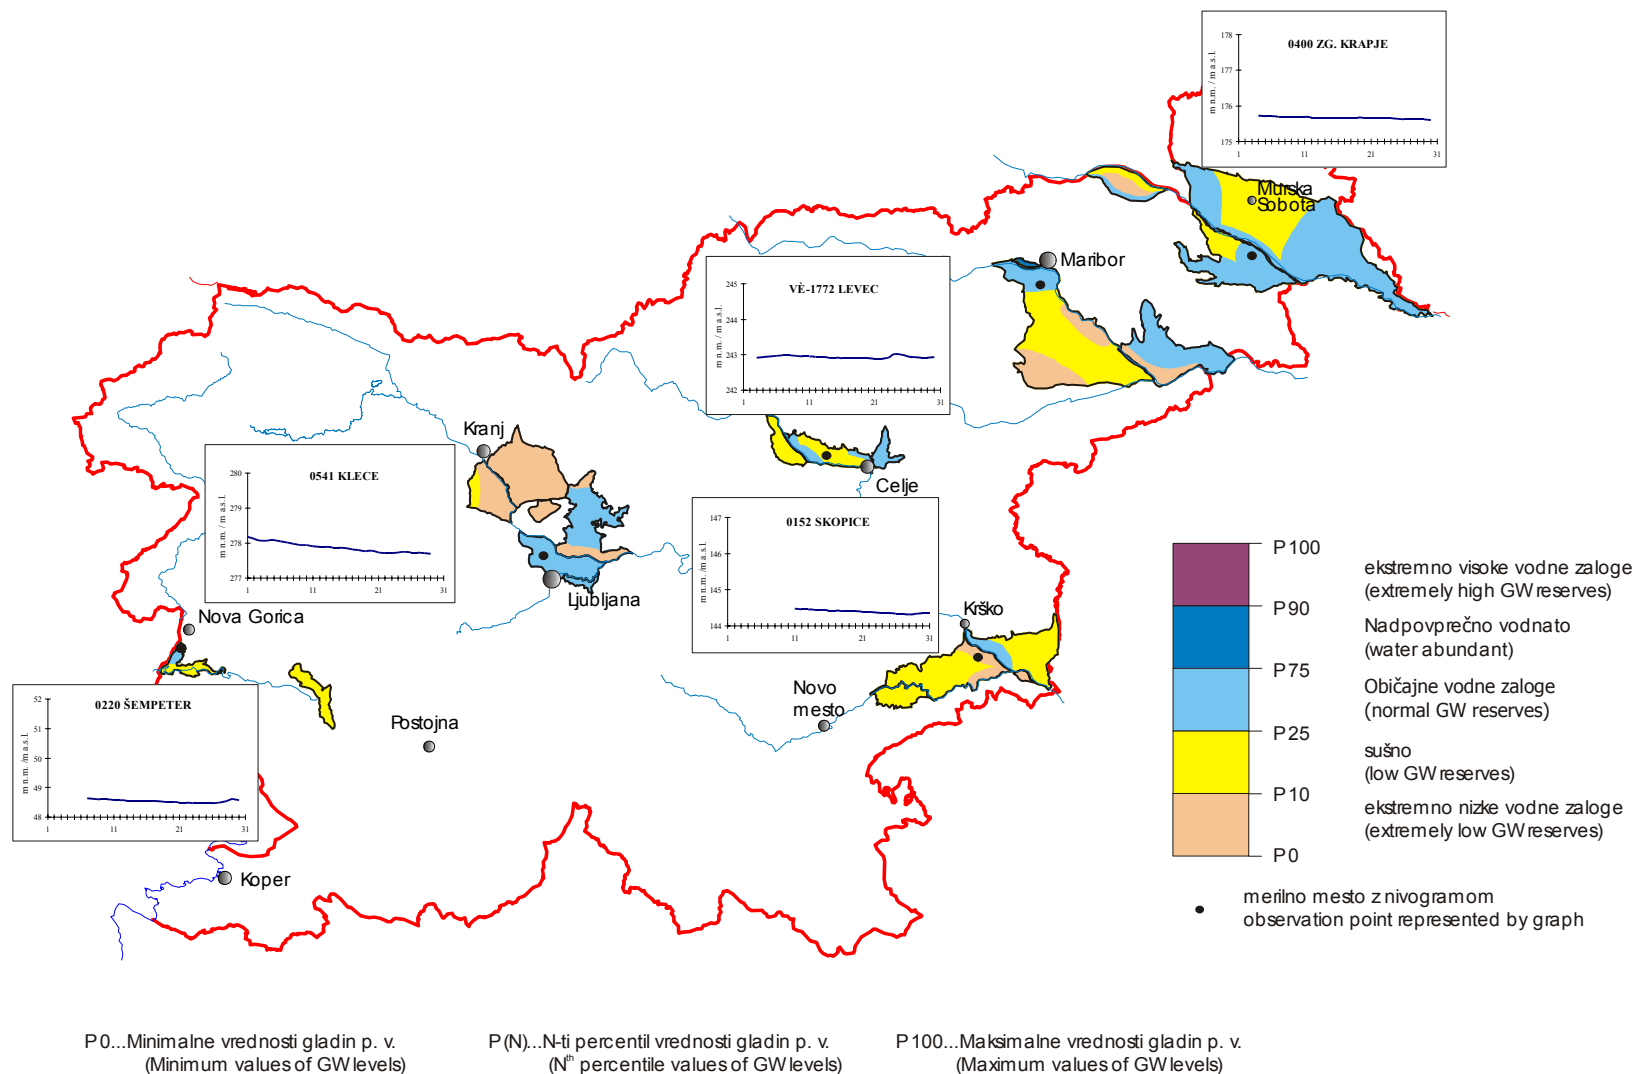 0400 ZG. KRAPJE
m n.m. / m a.s.l.
178
177
176
175
1
11
21
31
Murska
Sobota
Maribor
VÈ-1772 LEVEC
m n.m. / m a.s.l.
245
244
243
242
1
11
21
31
Kranj
0541 KLECE
m n.m. / m a.s.l.
280
279
278
277
1
11
21
31
Celje
0152 SKOPICE
m n.m. /m a.s.l.
147
146
145
144
1
11
21
31
Ljubljana
Nova Gorica
Krško
0220 ŠEMPETER
m n.m. /m a.s.l.
52
51
50
49
48
1
11
21
31
Postojna
Novo
mesto
Koper
P100
ekstremno visoke vodne zaloge
(extremely high GW reserves)
P90
Nadpovprečno vodnato
(water abundant)
P75
Običajne vodne zaloge
(normal GW reserves)
P25
sušno
(low GW reserves)
P10
ekstremno nizke vodne zaloge
(extremely low GW reserves)
P0
merilno mesto z nivogramom
observation point represented by graph
P0...Minimalne vrednosti gladin p. v.
(Minimum values of GW levels)
P(N)...N-ti percentil vrednosti gladin p. v.
(Nth percentile values of GW levels)
P100...Maksimalne vrednosti gladin p. v.
(Maximum values of GW levels)